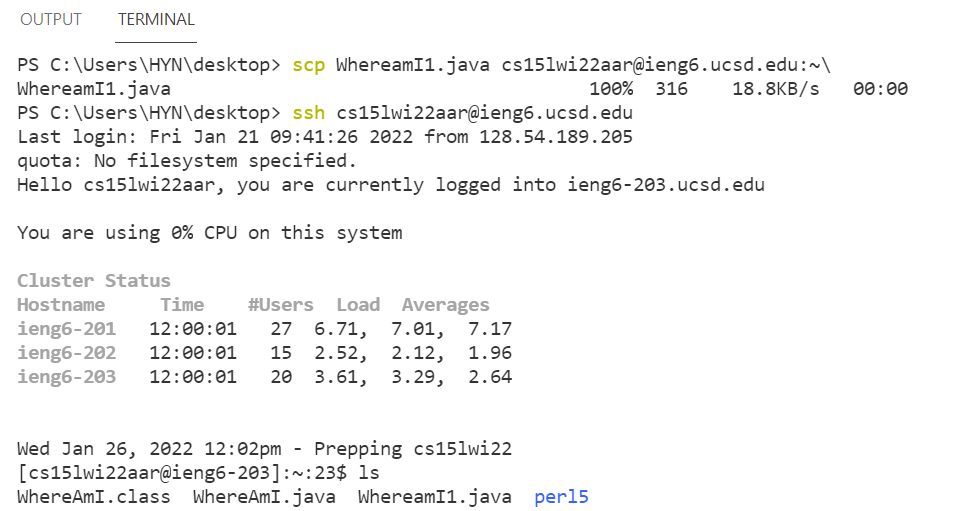 OUTPUT TERMINAL
PS C:\Users\HYN\desktop> scp WhereamI1.java cs15lwi22aar@ieng6.ucsd.edu:~\
WhereamI1.java 100% 316 18.8KB/s 00:00
PS C:\Users\HYN\desktop> ssh cs15lwi22aar@ieng6.ucsd.edu
Last login: Fri Jan 21 09:41:26 2022 from 128.54.189.205
quota: No filesystem specified.
Hello cs15lwi22aar, you are currently logged into ieng6-203.ucsd.edu
You are using 0% CPU on this system
Cluster Status
Hostname Time #Users Load Averages
ieng6-201 12:00:01 27 6.71, 7.01, 7.17
ieng6-202 12:00:01 15 2.52, 2.12, 1.96
ieng6-203 12:00:01 20 3.61, 3.29, 2.64
Wed Jan 26, 2022 12:02pm - Prepping cs15lwi22
[cs15lwi22aar@ieng6-203]:~:23$ ls
WhereAmI.class WhereAmI.java WhereamI1.java perl5